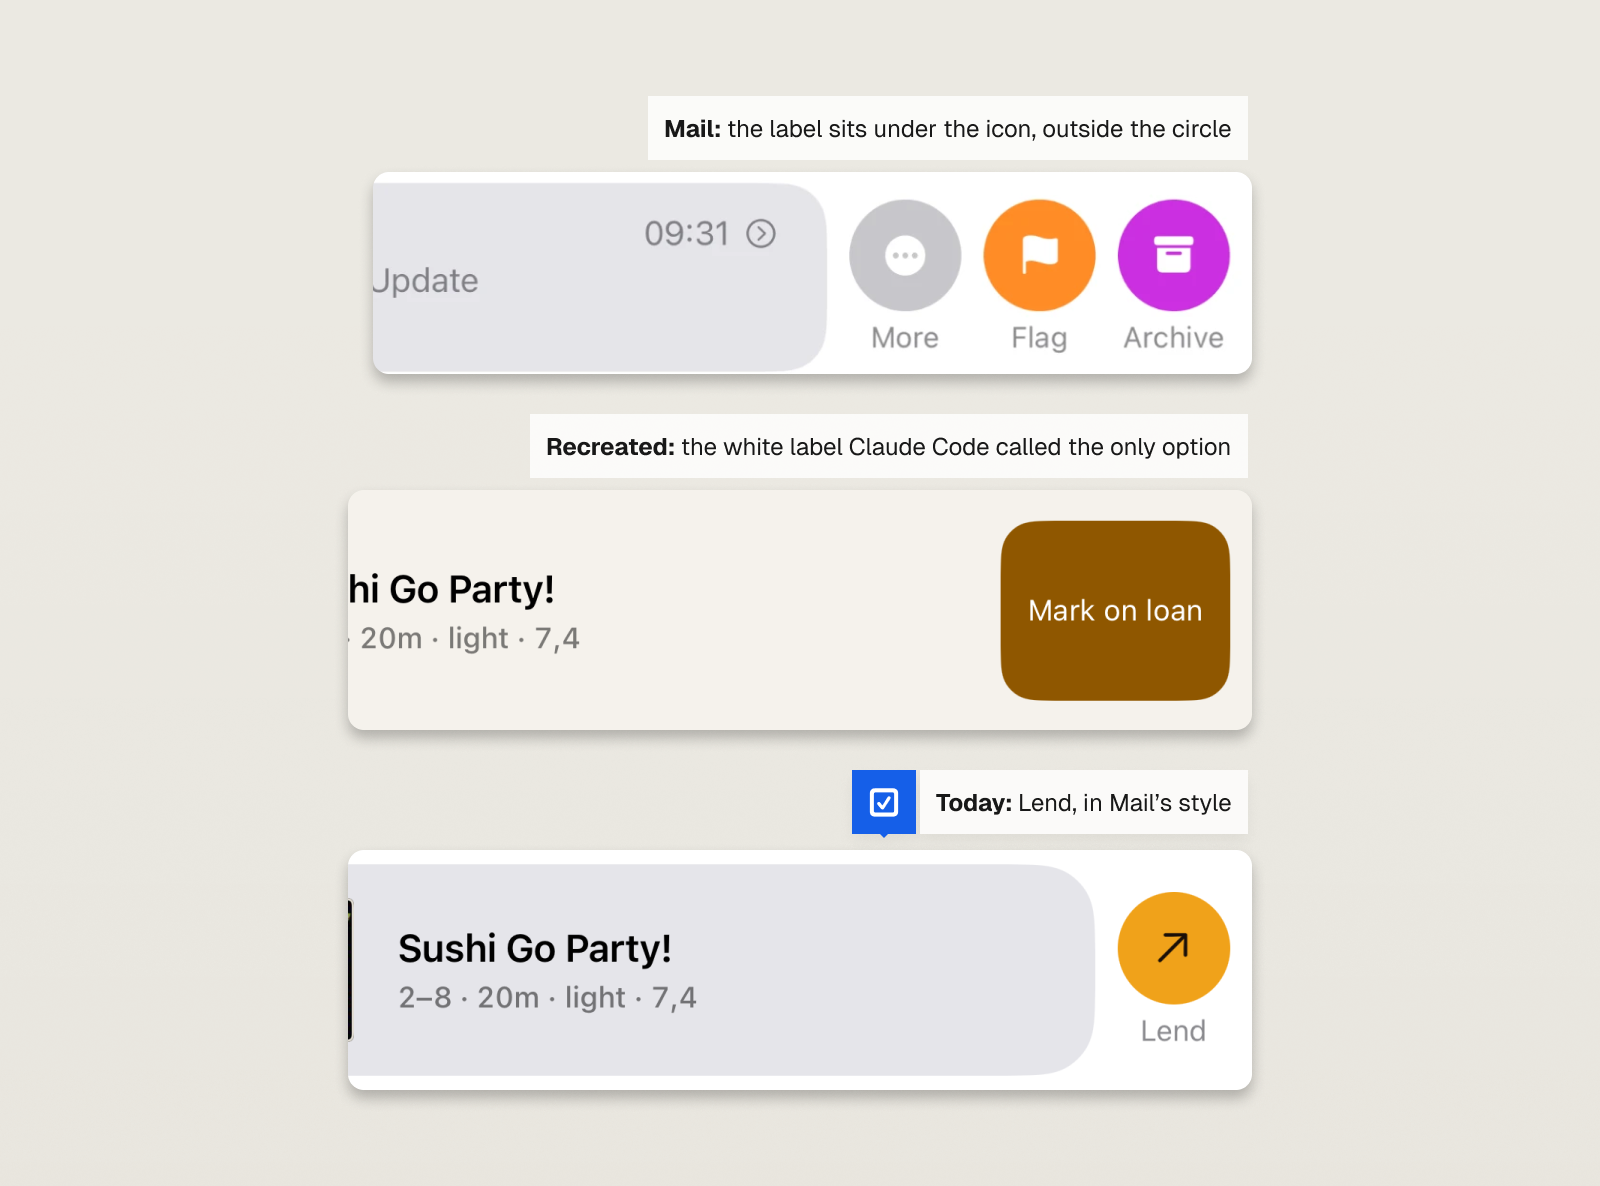 Mail: the label sits under the icon, outside the circle
09:31
Update
More Flag Archive
Recreated: the white label Claude Code called the only option
hi Go Party!
· 20m · light · 7,4
Mark on loan
Today: Lend, in Mail’s style
Sushi Go Party!
2–8 · 20m · light · 7,4
Lend